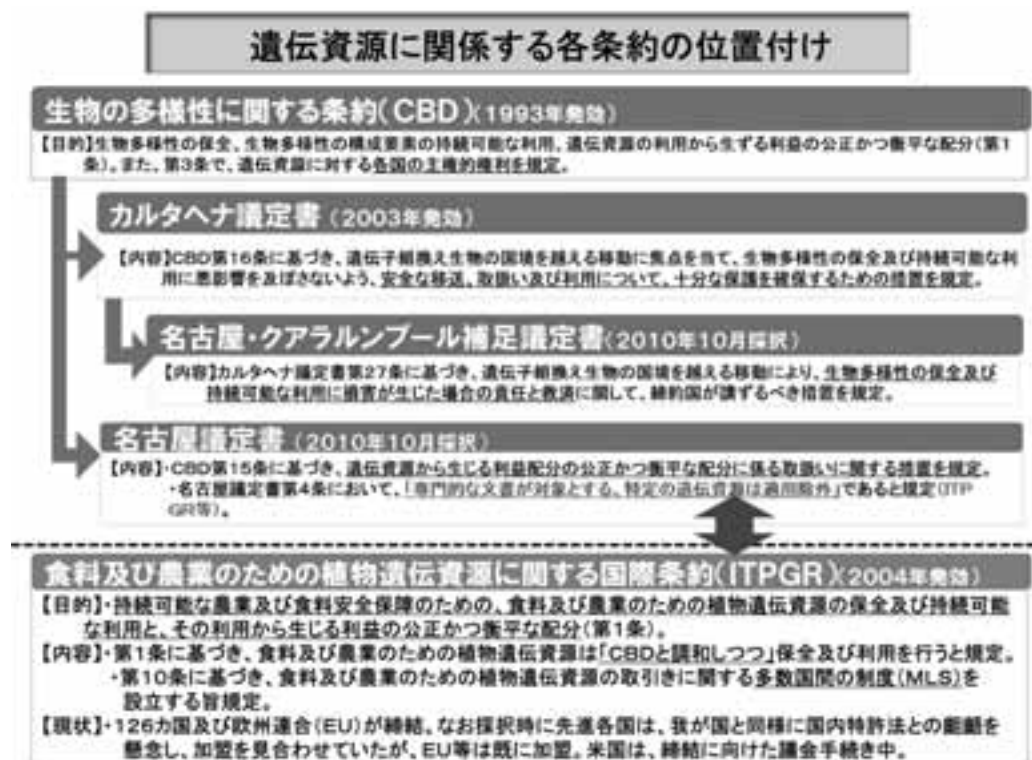 遺伝資源に関係する各条約の位置付け
生物の多様性に関する条約(CBD)(1993年発効)
【目的】生物多様性の保全、生物多様性の構成要素の持続可能な利用、遺伝資源の利用から生ずる利益の公正かつ衡平な配分(第1
条)。また、第3条で、遺伝資源に対する各国の主権的権利を規定。
カルタヘナ議定書(2003年発効)
【内容】CBD第16条に基づき、遺伝子組換え生物の国境を越える移動に焦点を当て、生物多様性の保全及び持続可能な利
用に悪影響を及ぼさないよう、安全な移送、取扱い及び利用について、十分な保護を確保するための措置を規定。
名古屋・クアラルンプール補足議定書(2010年10月採択)
【内容】カルタヘナ議定書第27条に基づき、遺伝子組換え生物の国境を越える移動により、生物多様性の保全及び
持続可能な利用に損害が生じた場合の責任と救済に関して、締約国が講ずるべき措置を規定。
名古屋議定書(2010年10月採択)
【内容】・CBD第15条に基づき、遺伝資源から生じる利益配分の公正かつ衡平な配分に係る取扱いに関する措置を規定。
・名古屋議定書第4条において、「専門的な文書が対象とする、特定の遺伝資源は適用除外」であると規定(ITP
GR等)。
食料及び農業のための植物遺伝資源に関する国際条約(ITPGR)(2004年発効)
【目的】・持続可能な農業及び食料安全保障のための、食料及び農業のための植物遺伝資源の保全及び持続可能
な利用と、その利用から生じる利益の公正かつ衡平な配分(第1条)。
【内容】・第1条に基づき、食料及び農業のための植物遺伝資源は「CBDと調和しつつ」保全及び利用を行うと規定。
・第10条に基づき、食料及び農業のための植物遺伝資源の取引きに関する多数国間の制度(MLS)を
設立する旨規定。
【現状】・126カ国及び欧州連合(EU)が締結。なお採択時に先進各国は、我が国と同様に国内特許法との齟齬を
懸念し、加盟を見合わせていたが、EU等は既に加盟。米国は、締結に向けた議会手続き中。